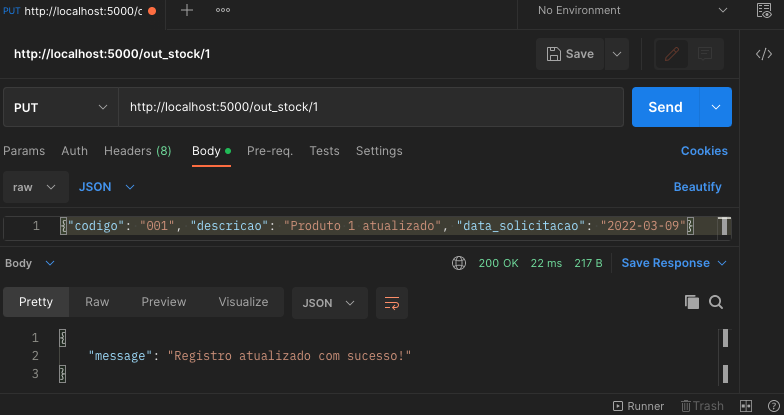 PUT http://localhost:5000/c
No Environment
http://localhost:5000/out_stock/1
Save
PUT http://localhost:5000/out_stock/1 Send
Params Auth Headers (8) Body Pre-req. Tests Settings Cookies
raw JSON Beautify
1 {"codigo": "001", "descricao": "Produto 1 atualizado", "data_solicitacao": "2022-03-09"}
Body 200 OK 22 ms 217 B Save Response
Pretty Raw Preview Visualize JSON
1 {
2 "message": "Registro atualizado com sucesso!"
3 }
Runner Trash